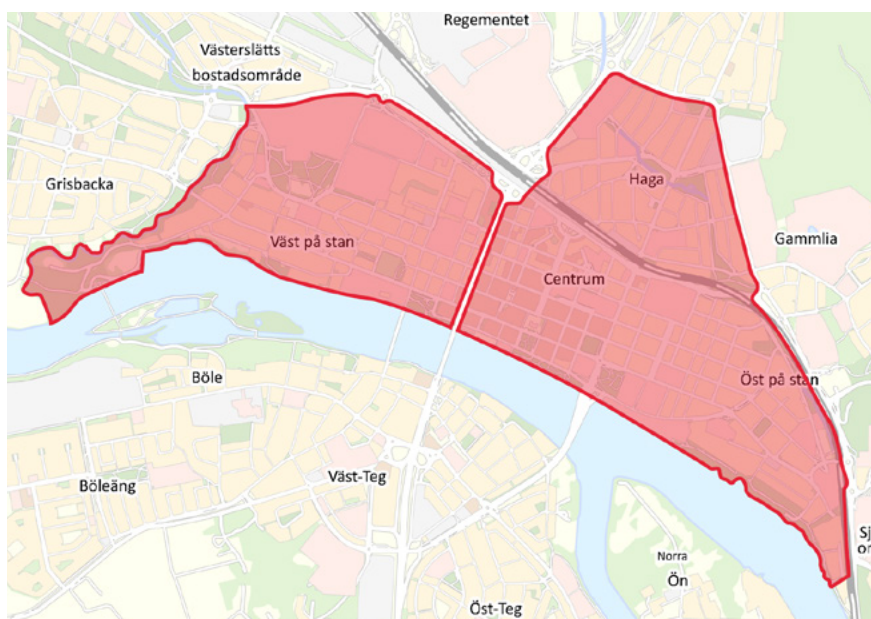 Regementet
Västerslätts
bostadsområde
Grisbacka
Haga
Väst på stan
Gammlia
Centrum
Böle
Öst på stan
Väst-Teg
Böleäng
Norra
Ön
Öst-Teg